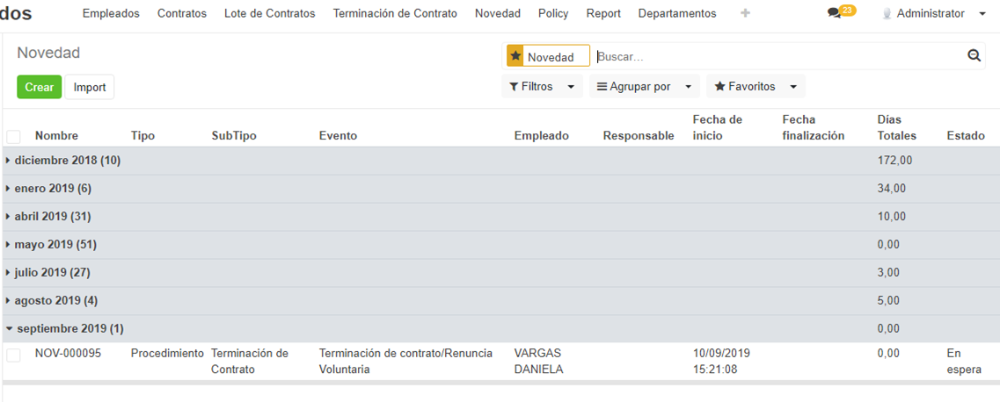 dos Empleados Contratos Lote de Contratos Terminación de Contrato Novedad Policy Report Departamentos + 23 Administrator
Novedad
Novedad Buscar...
Crear Import
Filtros Agrupar por Favoritos
Nombre Tipo SubTipo Evento Empleado Responsable Fecha de inicio Fecha finalización Días Totales Estado
diciembre 2018 (10) 172,00
enero 2019 (6) 34,00
abril 2019 (31) 10,00
mayo 2019 (51) 0,00
julio 2019 (27) 3,00
agosto 2019 (4) 5,00
septiembre 2019 (1) 0,00
NOV-000095 Procedimiento Terminación de Contrato Terminación de contrato/Renuncia Voluntaria VARGAS DANIELA 10/09/2019 15:21:08 0,00 En espera